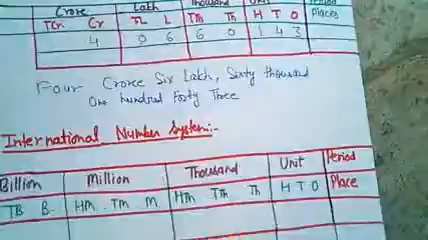 Crore Lakh Thousand Unit Period
TCr Cr TL L Tth Th H T O Places
4 0 6 6 0 1 4 3
Four Crore Six Lakh, Sixty thousand
One hundred Forty Three
International Number System:-
Billion Million Thousand Unit Period
TB B HM TM M Hth Tth Th H T O Place